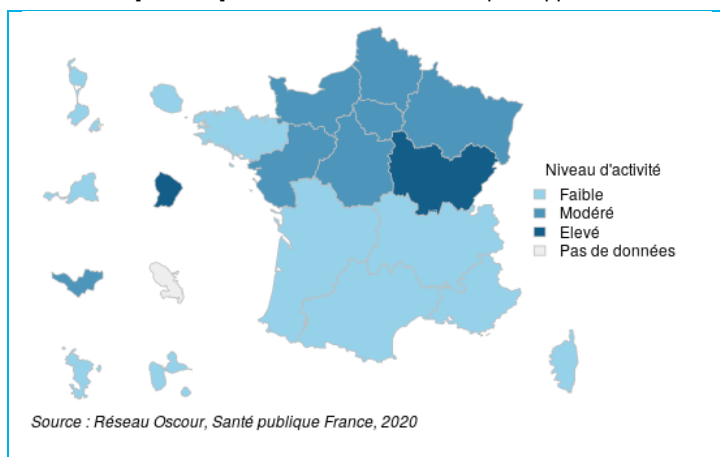 Niveau d'activité
Faible
Modéré
Elevé
Pas de données
Source : Réseau Oscour, Santé publique France, 2020